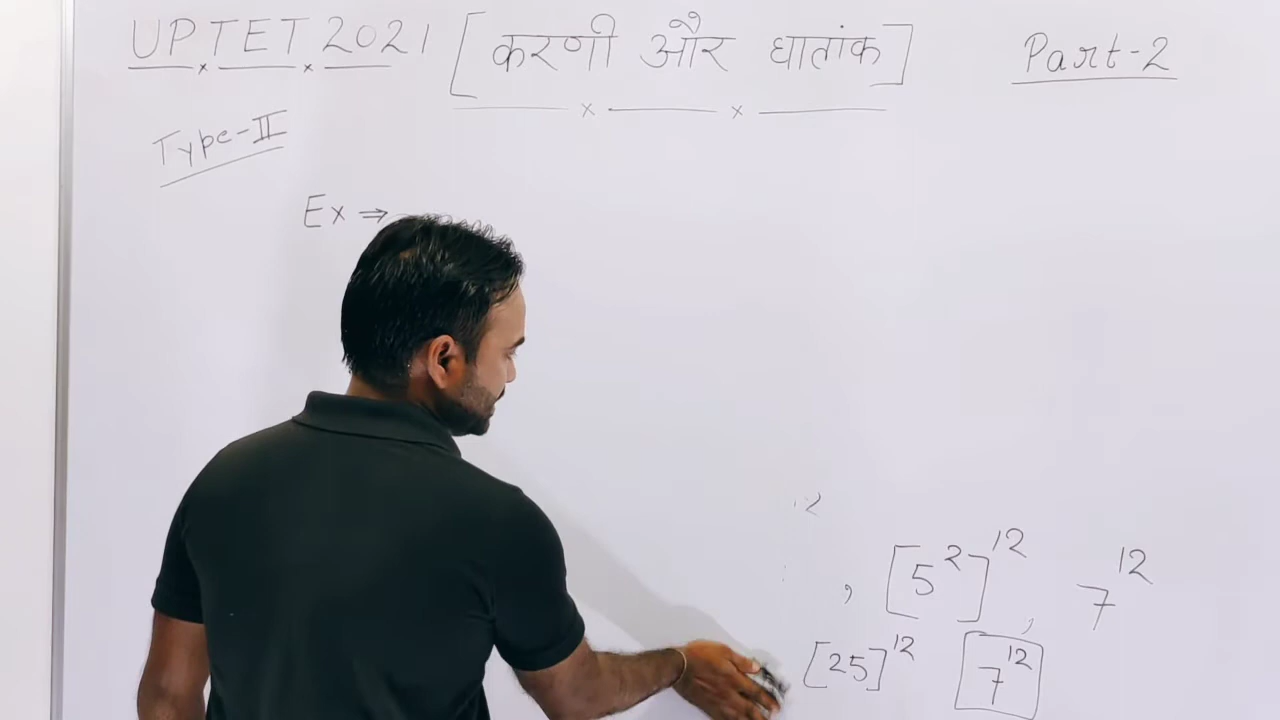 UPTET 2021 [करणी और घातांक] Part-2
Type-II
Ex ⇒
12
, [5²]¹² , 7¹²
[25]¹² 7¹²